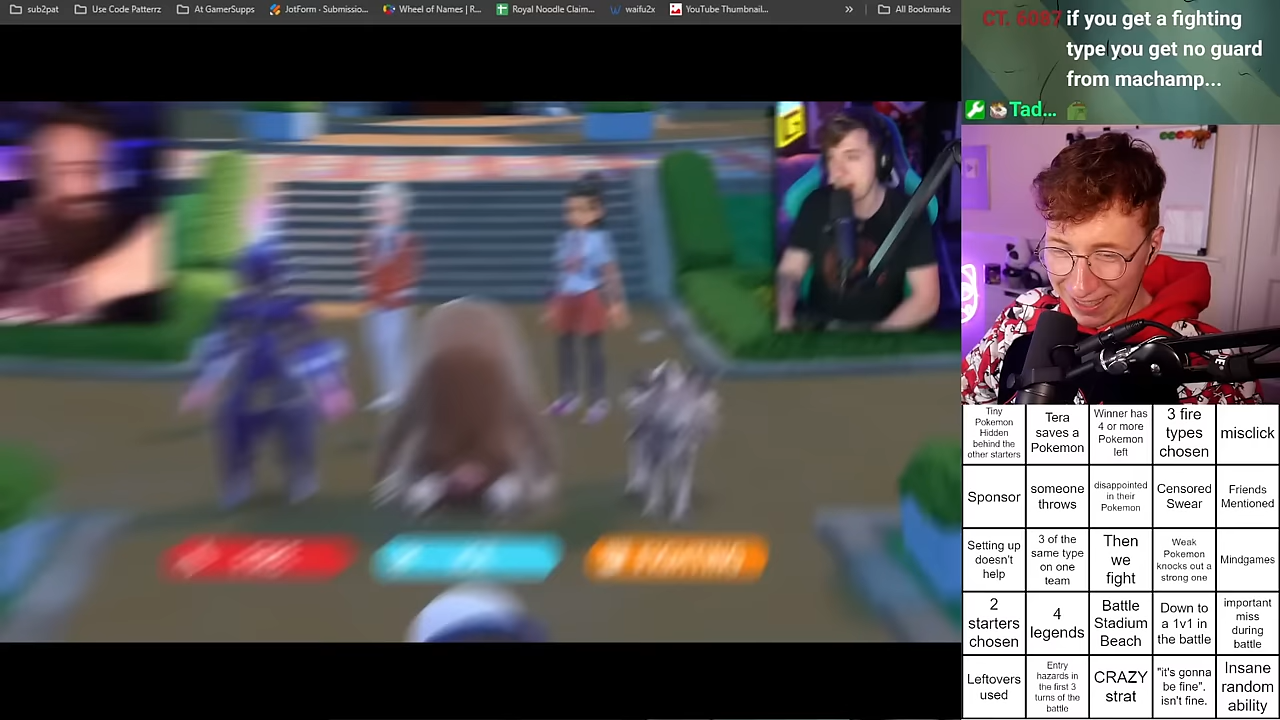 sub2pat
Use Code Patterrz
At GamerSupps
JotForm - Submissio...
Wheel of Names | R...
Royal Noodle Claim...
waifu2x
YouTube Thumbnail...
»
All Bookmarks
if you get a fighting
type you get no guard
from machamp...
Tad...
FIGHTING
Tiny
Pokemon
Hidden
behind the
other starters
Tera
saves a
Pokemon
Winner has
4 or more
Pokemon
left
3 fire
types
chosen
misclick
Sponsor
someone
throws
disappointed
in their
Pokemon
Censored
Swear
Friends
Mentioned
Setting up
doesn't
help
3 of the
same type
on one
team
Then
we
fight
Weak
Pokemon
knocks out a
strong one
Mindgames
2
starters
chosen
4
legends
Battle
Stadium
Beach
Down to
a 1v1 in
the battle
important
miss
during
battle
Leftovers
used
Entry
hazards in
the first 3
turns of the
battle
CRAZY
strat
"it's gonna
be fine".
isn't fine.
Insane
random
ability